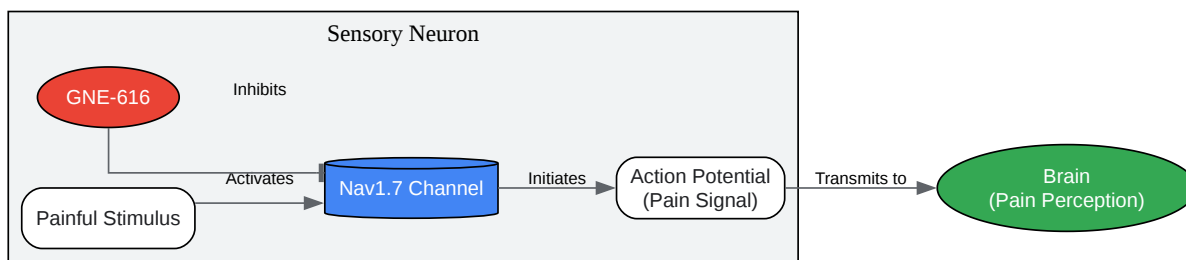 Sensory Neuron
GNE-616
Inhibits
Activates
Painful Stimulus
Nav1.7 Channel
Initiates
Action Potential
(Pain Signal)
Transmits to
Brain
(Pain Perception)